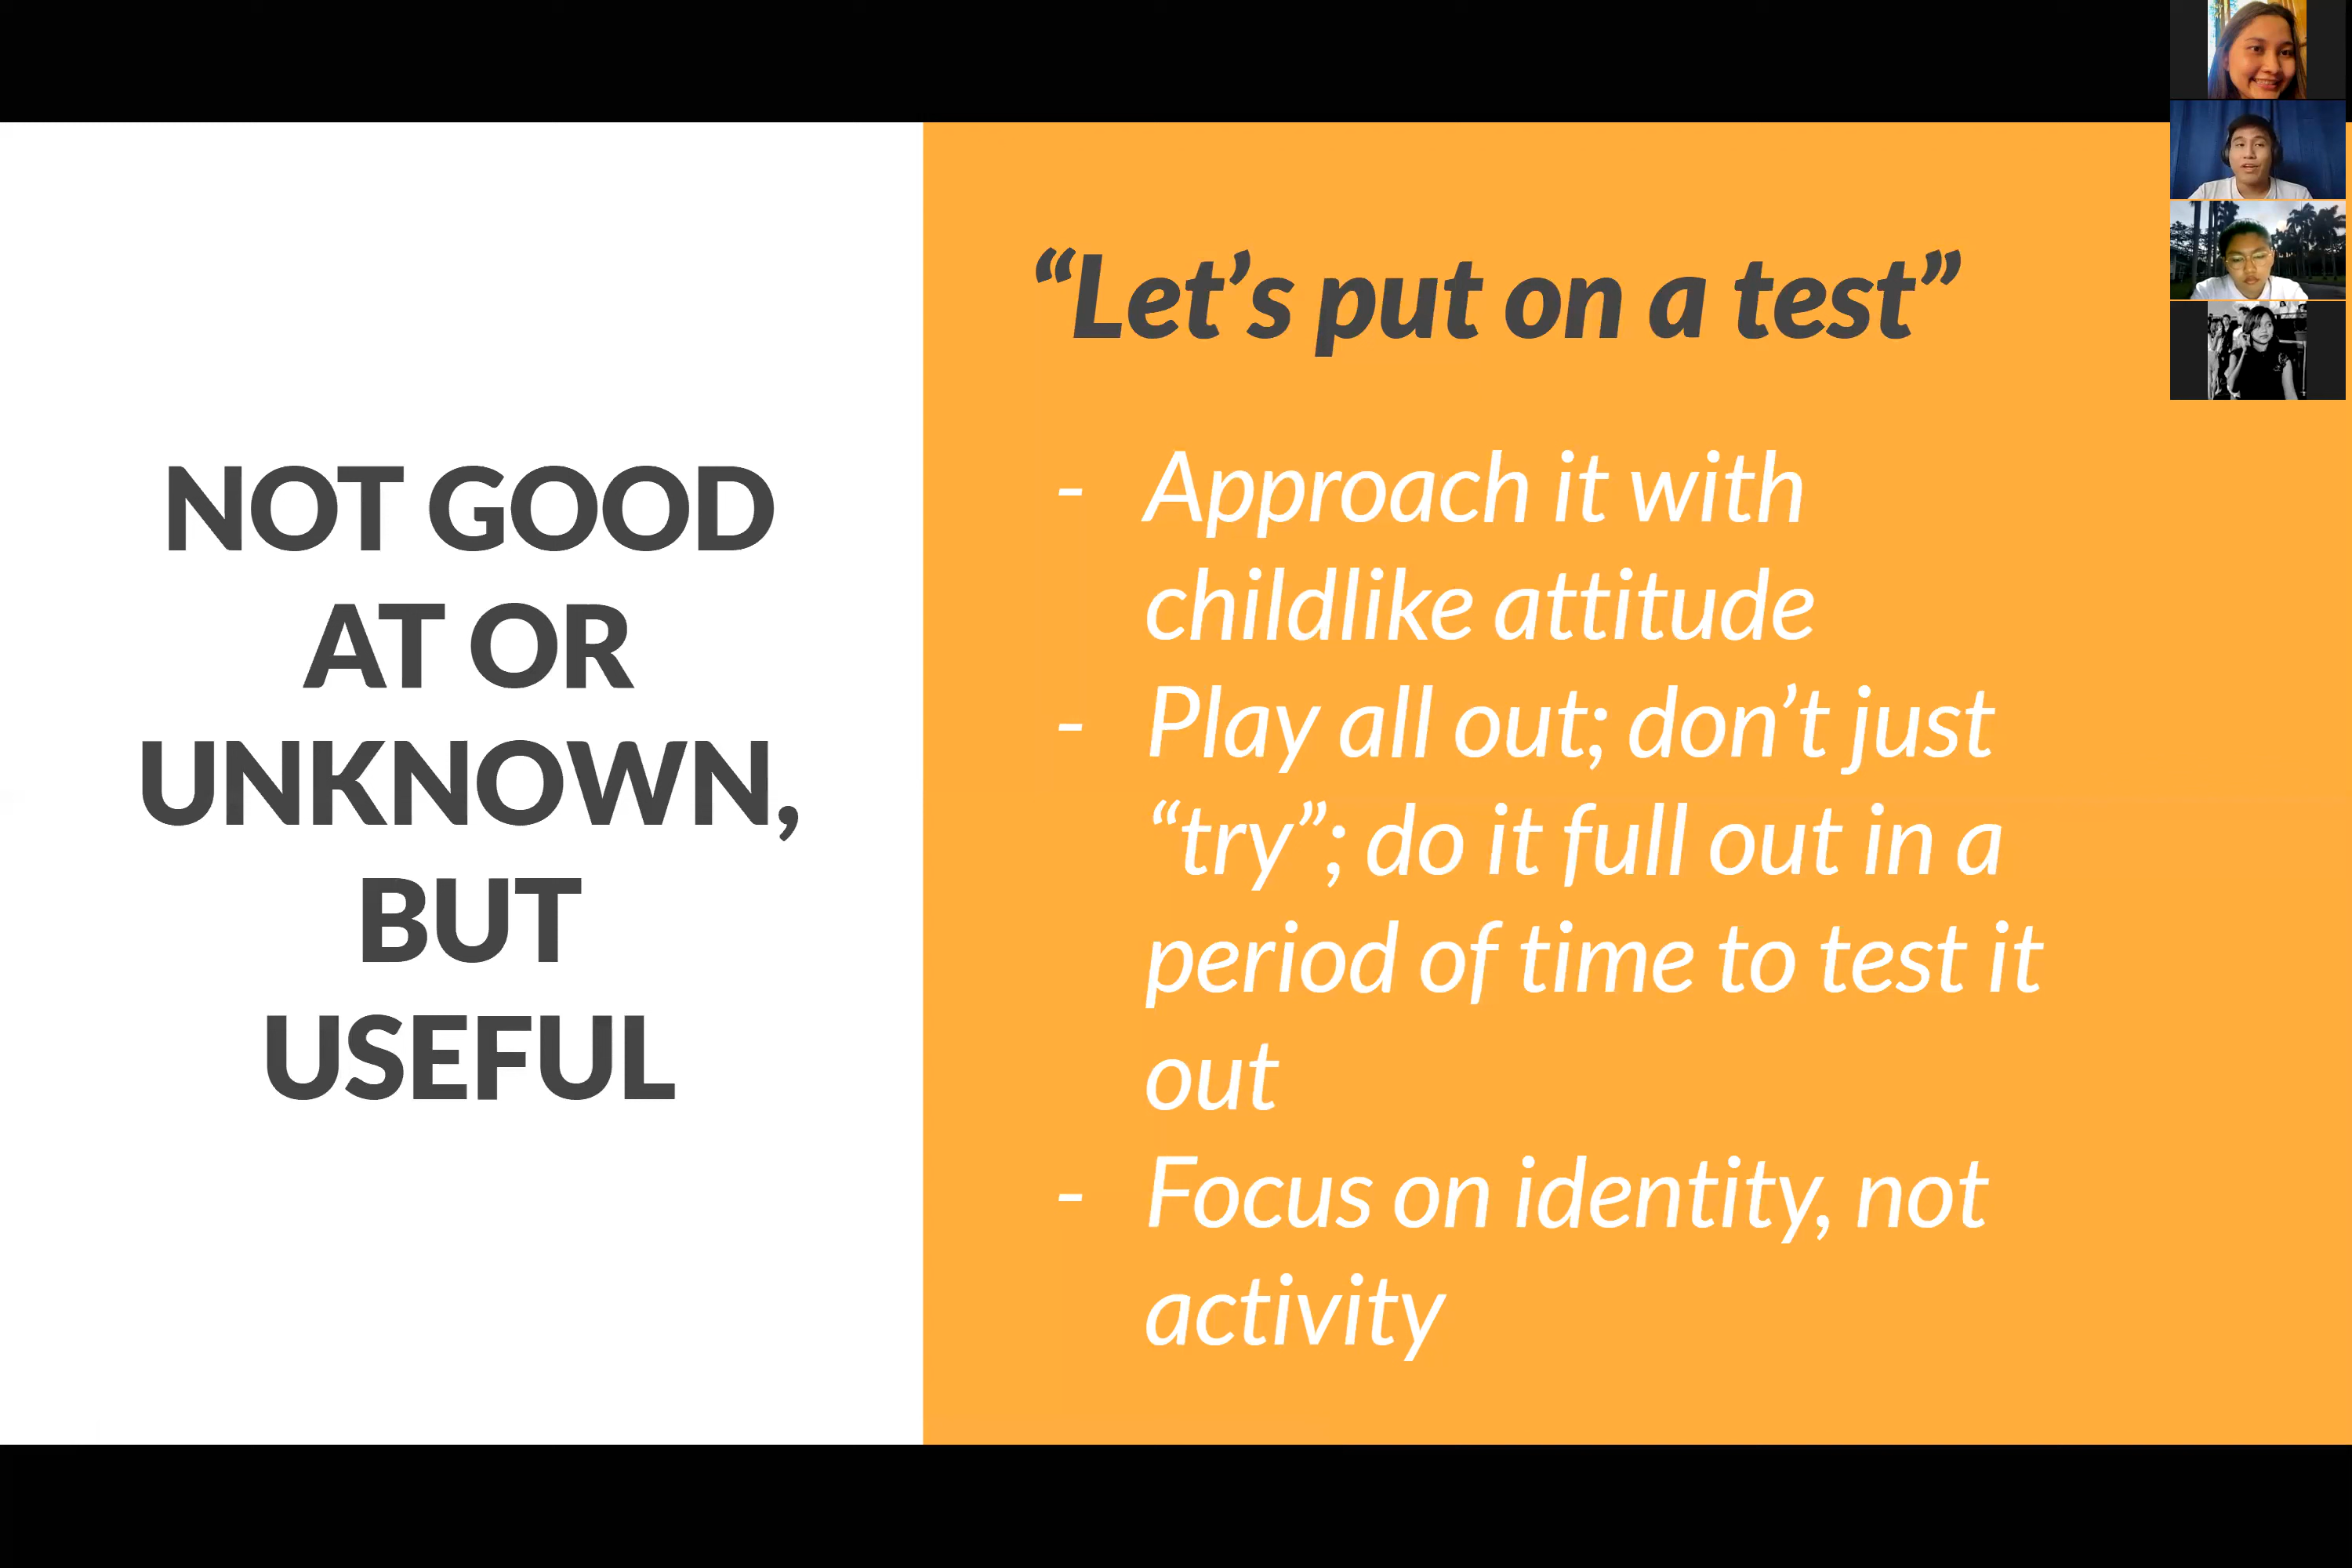 NOT GOOD
AT OR
UNKNOWN,
BUT
USEFUL
“Let’s put on a test”
- Approach it with
childlike attitude
- Play all out; don’t just
“try”; do it full out in a
period of time to test it
out
- Focus on identity, not
activity